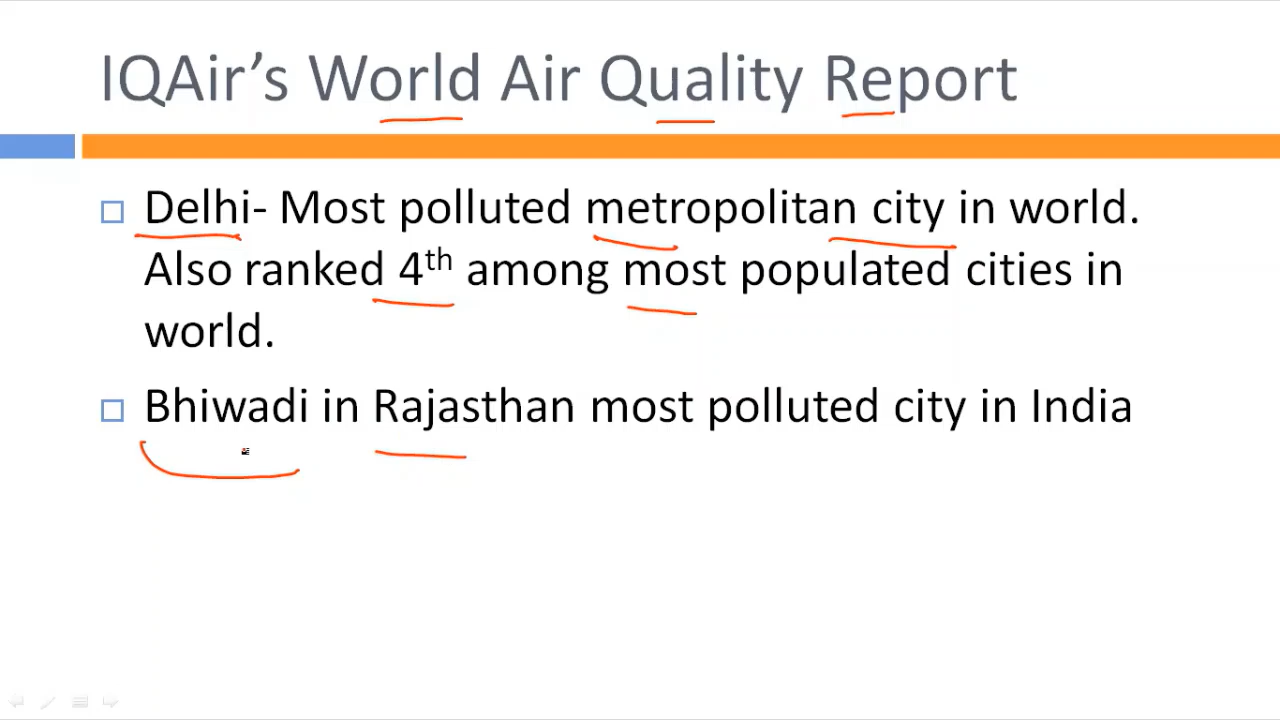 IQAir’s World Air Quality Report
Delhi- Most polluted metropolitan city in world.
Also ranked 4th among most populated cities in
world.
Bhiwadi in Rajasthan most polluted city in India